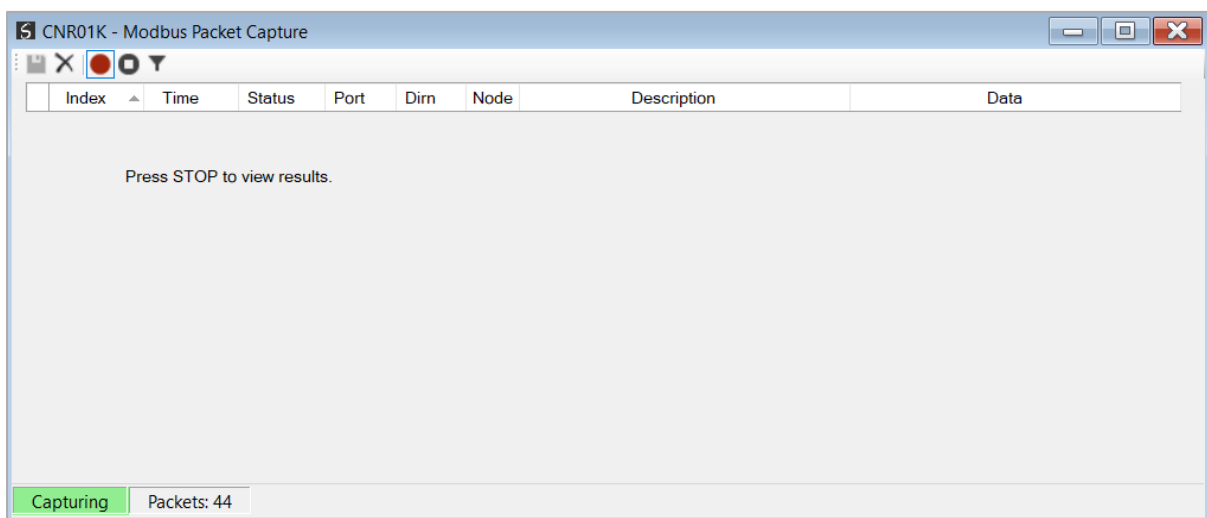 CNR01K - Modbus Packet Capture
Index Time Status Port Dirn Node Description Data
Press STOP to view results.
Capturing Packets: 44